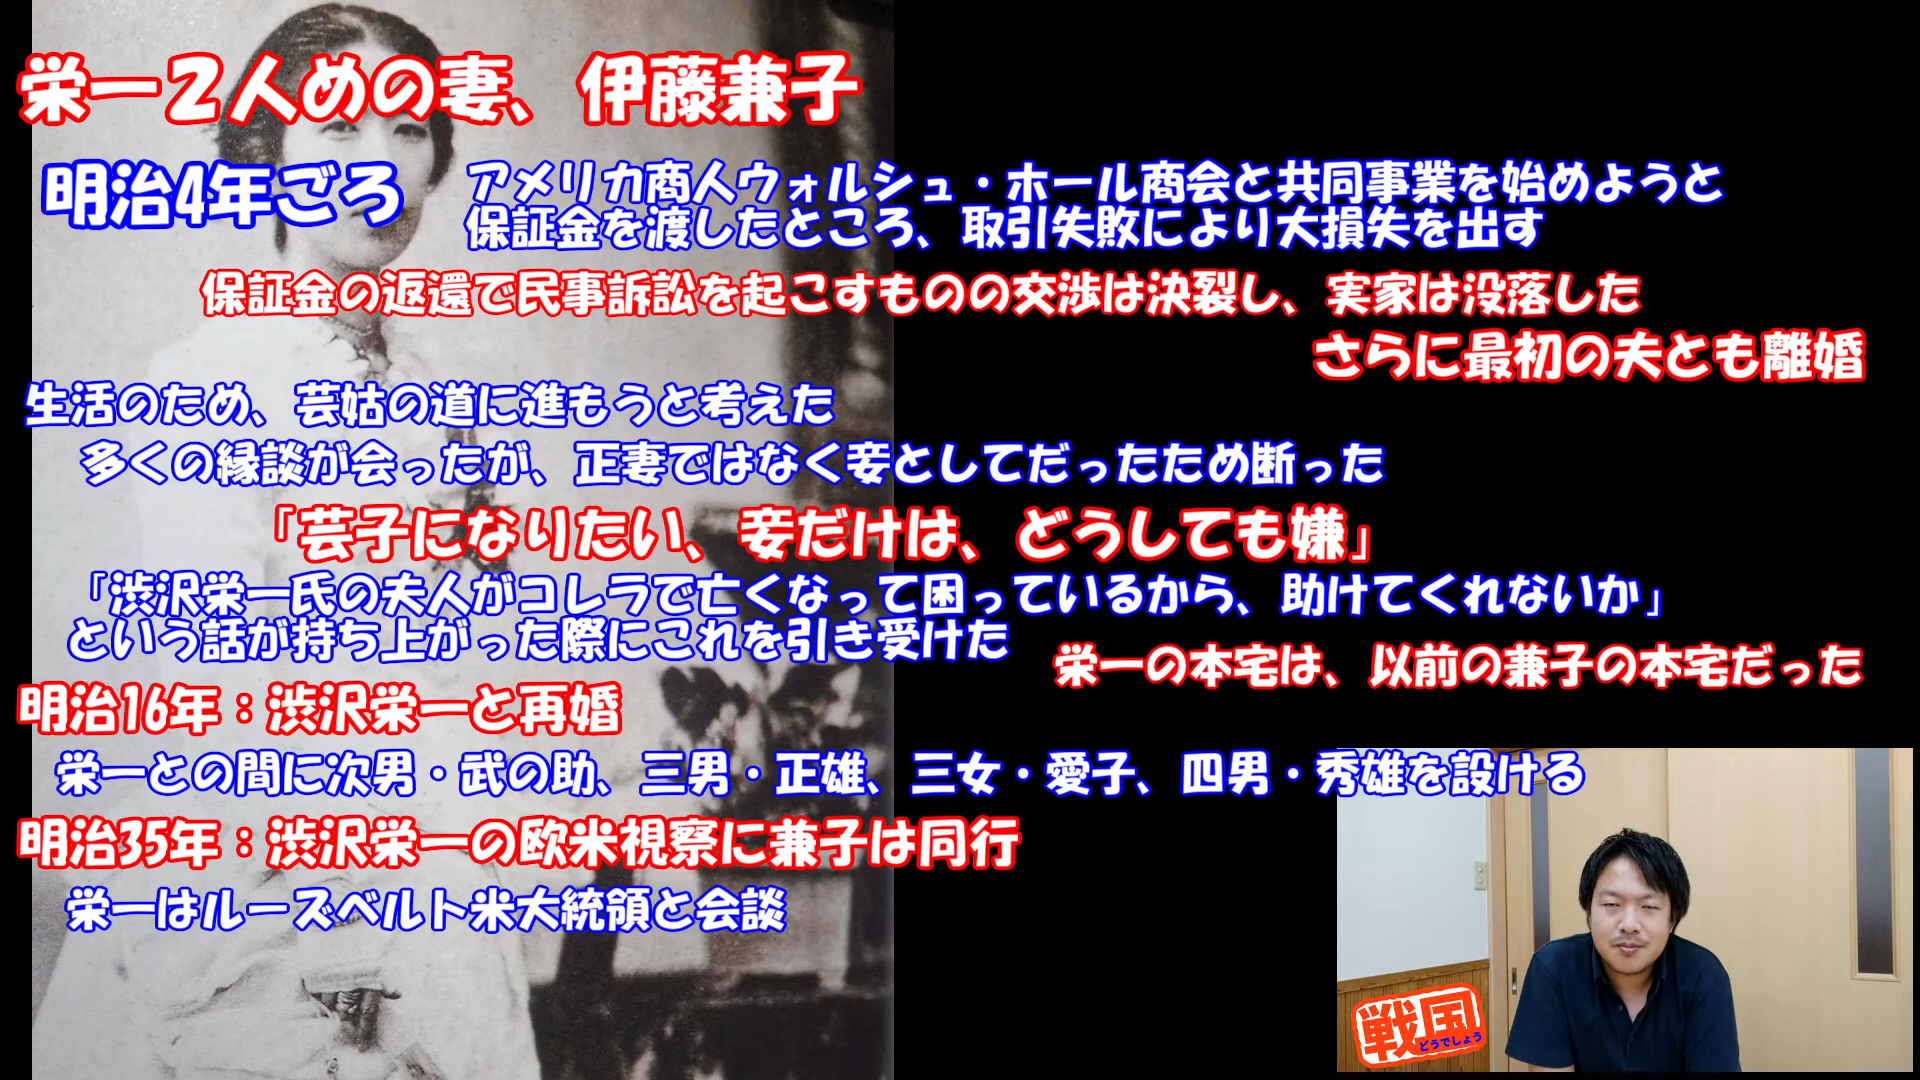 栄一２人めの妻、伊藤兼子
明治4年ごろ
アメリカ商人ウォルシュ・ホール商会と共同事業を始めようと
保証金を渡したところ、取引失敗により大損失を出す
保証金の返還で民事訴訟を起こすものの交渉は決裂し、実家は没落した
さらに最初の夫とも離婚
生活のため、芸姑の道に進もうと考えた
多くの縁談が会ったが、正妻ではなく妾としてだったため断った
「芸子になりたい、妾だけは、どうしても嫌」
「渋沢栄一氏の夫人がコレラで亡くなって困っているから、助けてくれないか」
という話が持ち上がった際にこれを引き受けた
栄一の本宅は、以前の兼子の本宅だった
明治16年：渋沢栄一と再婚
栄一との間に次男・武の助、三男・正雄、三女・愛子、四男・秀雄を設ける
明治35年：渋沢栄一の欧米視察に兼子は同行
栄一はルーズベルト米大統領と会談
戦国
どうでしょう